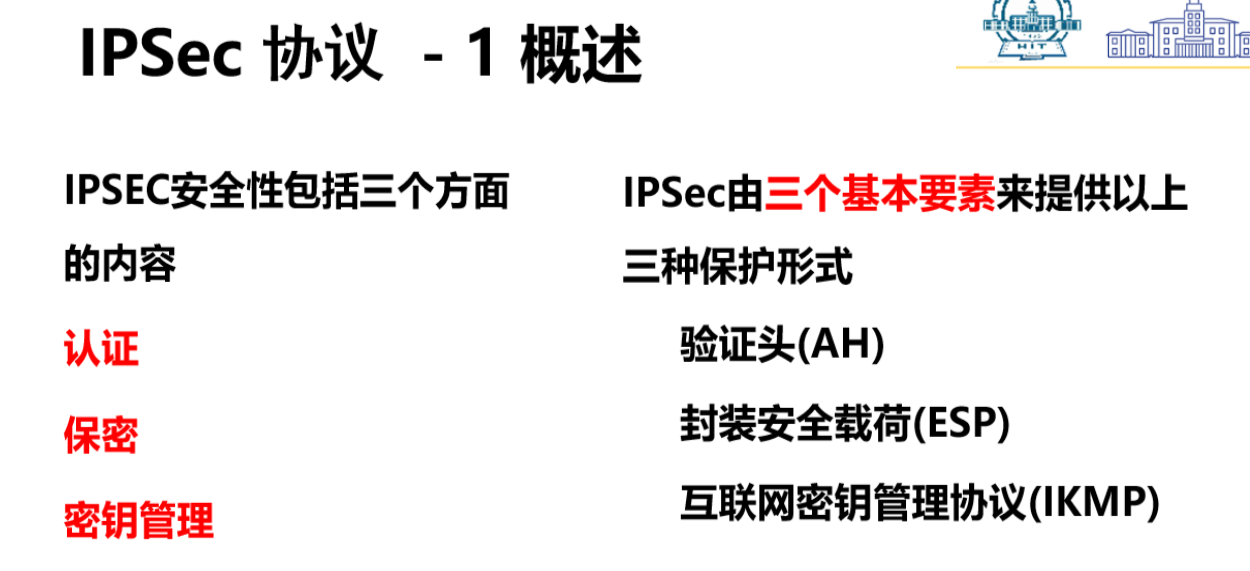 IPSec 协议 - 1 概述
HIT
IPSEC安全性包括三个方面
的内容
认证
保密
密钥管理
IPSec由三个基本要素来提供以上
三种保护形式
验证头(AH)
封装安全载荷(ESP)
互联网密钥管理协议(IKMP)